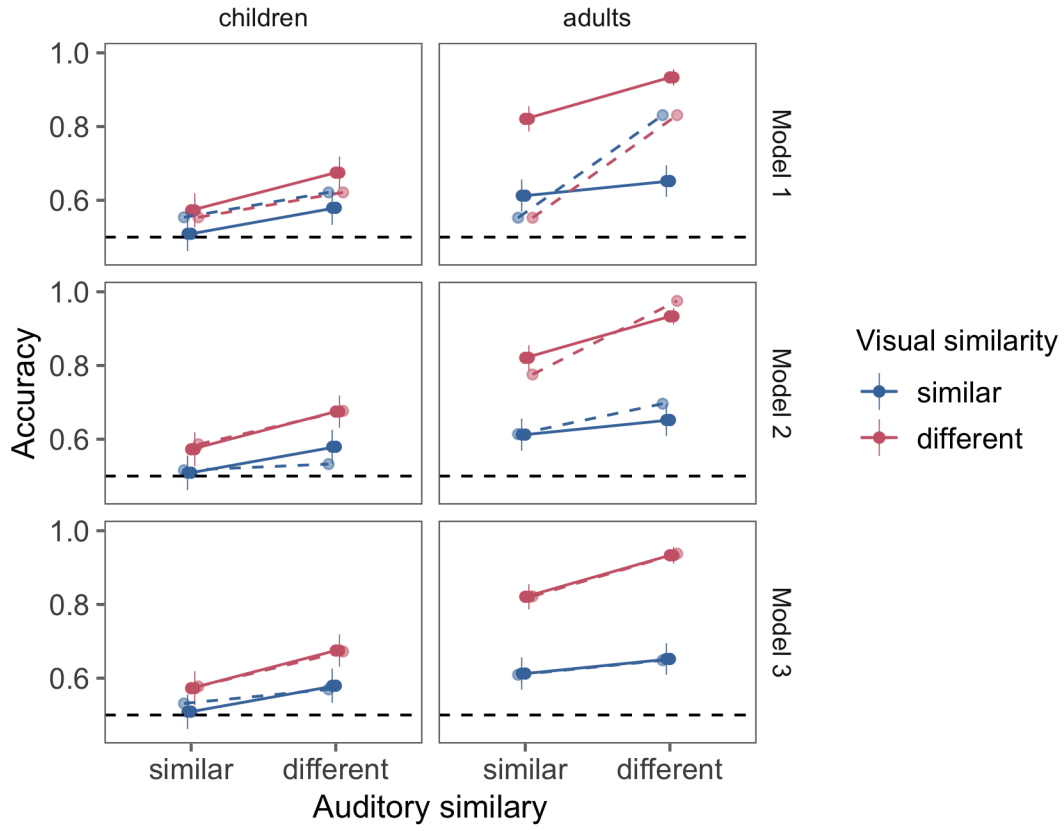 children adults
1.0
0.8
0.6
Model 1
1.0
0.8
0.6
Model 2
1.0
0.8
0.6
Model 3
Accuracy
similar different similar different
Auditory similary
Visual similarity
similar
different